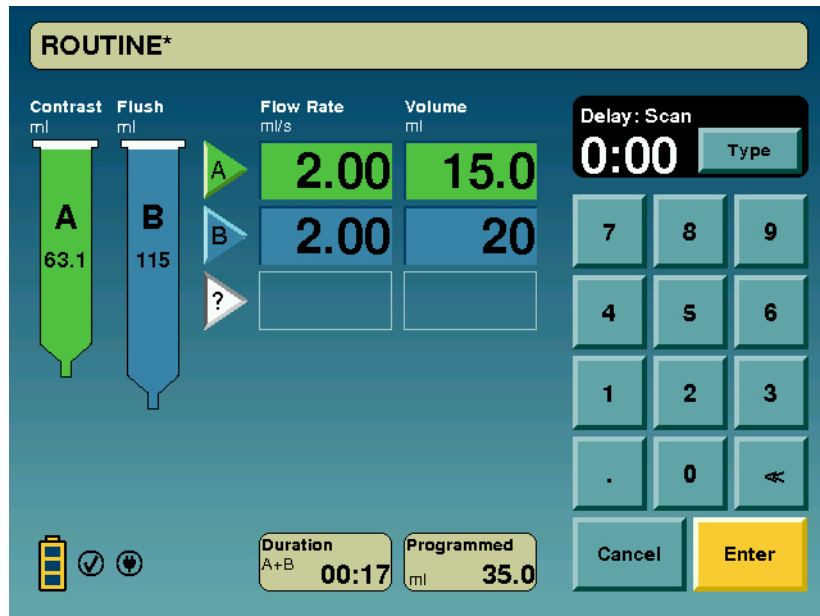 ROUTINE*
Contrast Flush Flow Rate Volume
ml ml ml/s ml
Delay: Scan
0:00 Type
A 2.00 15.0
A B
63.1 115
B 2.00 20
?
7 8 9
4 5 6
1 2 3
. 0 ≪
Duration
A+B 00:17
Programmed
ml 35.0
Cancel Enter